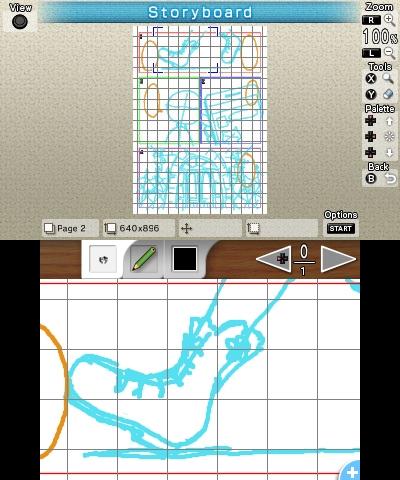 View
Storyboard
Zoom
R
100%
L
Tools
X
Y
Palette
Back
B
Options
Page 2
640x896
START
0
1